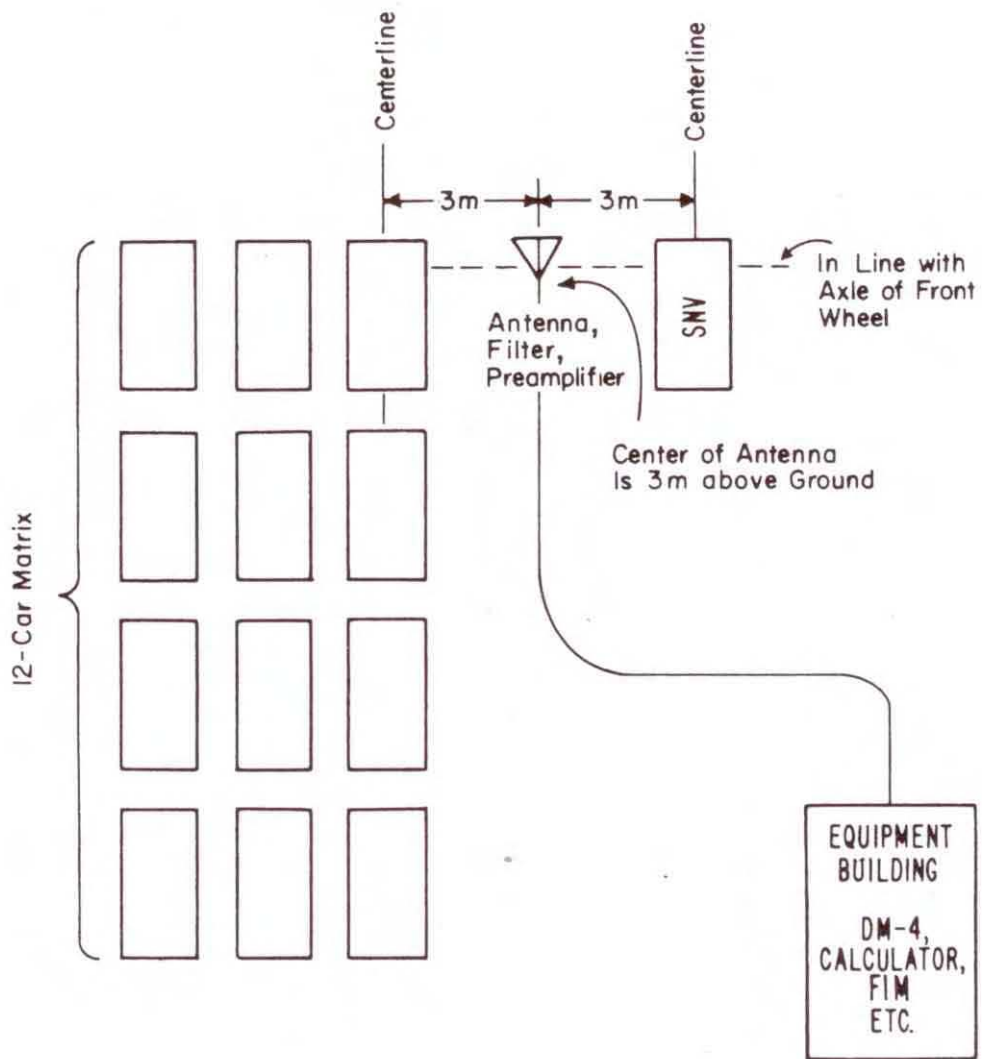 Centerline
Centerline
3m
3m
In Line with
Axle of Front
Wheel
SNV
Antenna,
Filter,
Preamplifier
Center of Antenna
Is 3m above Ground
12-Car Matrix
EQUIPMENT
BUILDING
DM-4,
CALCULATOR,
FIM
ETC.